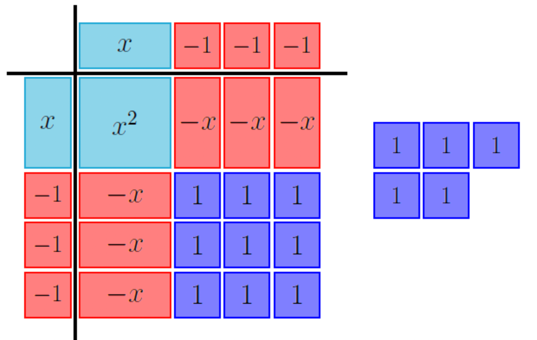 x −1 −1 −1
x x² −x −x −x
1 1 1
−1 −x 1 1 1
1 1
−1 −x 1 1 1
−1 −x 1 1 1